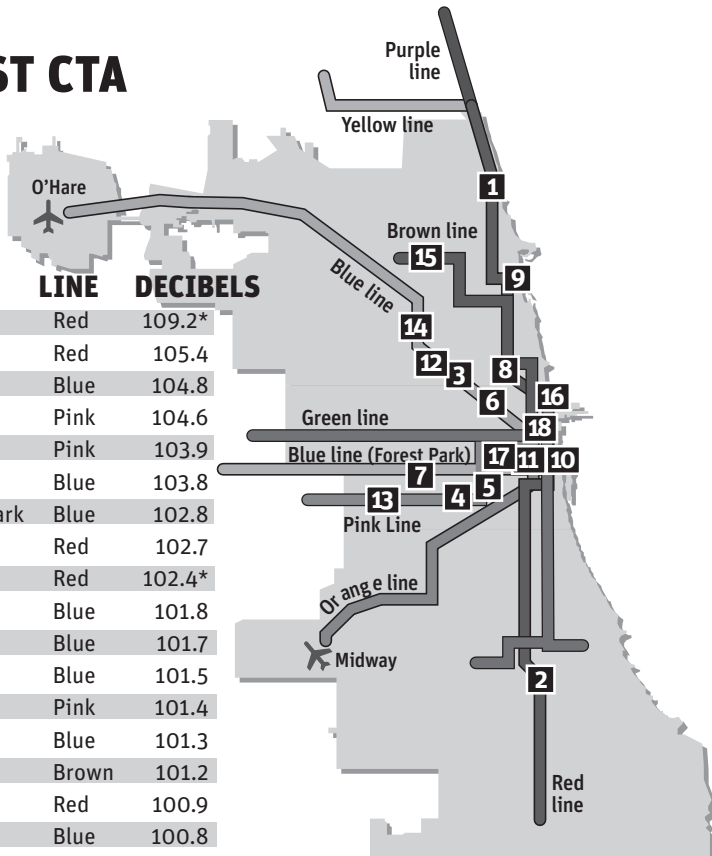 ST CTA
LINE DECIBELS
Red 109.2*
Red 105.4
Blue 104.8
Pink 104.6
Pink 103.9
Blue 103.8
ark Blue 102.8
Red 102.7
Red 102.4*
Blue 101.8
Blue 101.7
Blue 101.5
Pink 101.4
Blue 101.3
Brown 101.2
Red 100.9
Blue 100.8
Purple
line
Yellow line
O'Hare
1
Brown line
15
9
Blue line
14
12
3
8
6
16
Green line
18
Blue line (Forest Park)
17
11
10
7
5
4
13
Pink Line
Or ang e line
Midway
2
Red
line